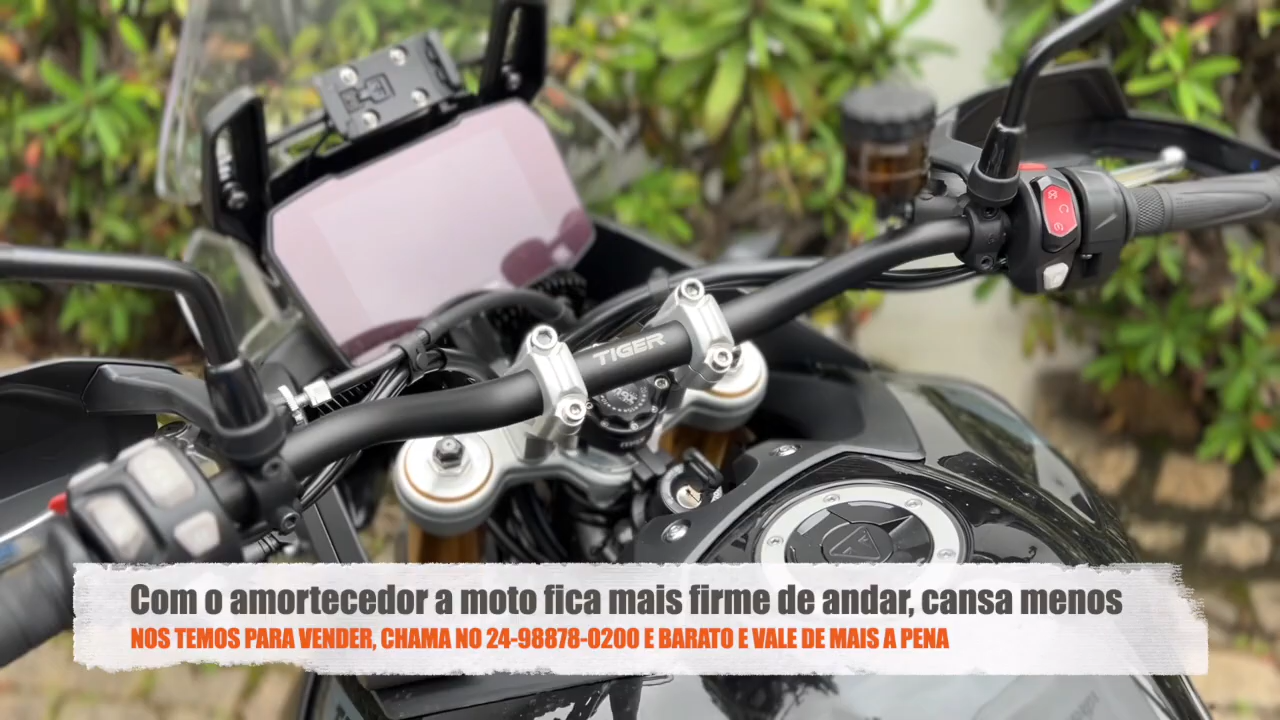 TIGER
Com o amortecedor a moto fica mais firme de andar, cansa menos
NOS TEMOS PARA VENDER, CHAMA NO 24-98878-0200 E BARATO E VALE DE MAIS A PENA